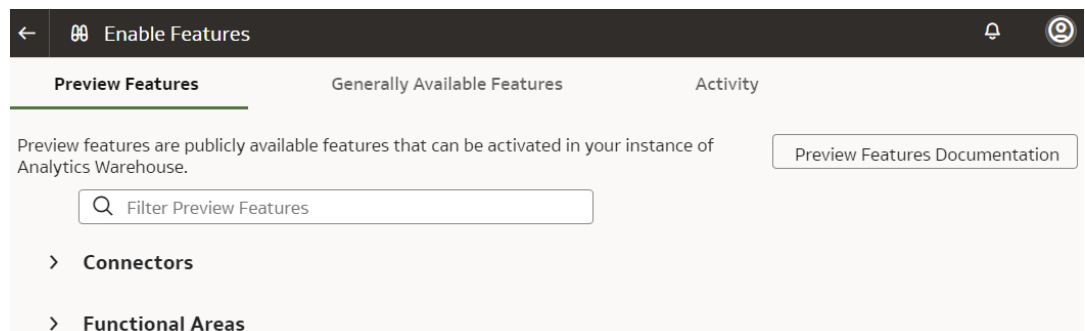 Enable Features
Preview Features Generally Available Features Activity
Preview features are publicly available features that can be activated in your instance of
Analytics Warehouse.
Preview Features Documentation
Filter Preview Features
Connectors
Functional Areas